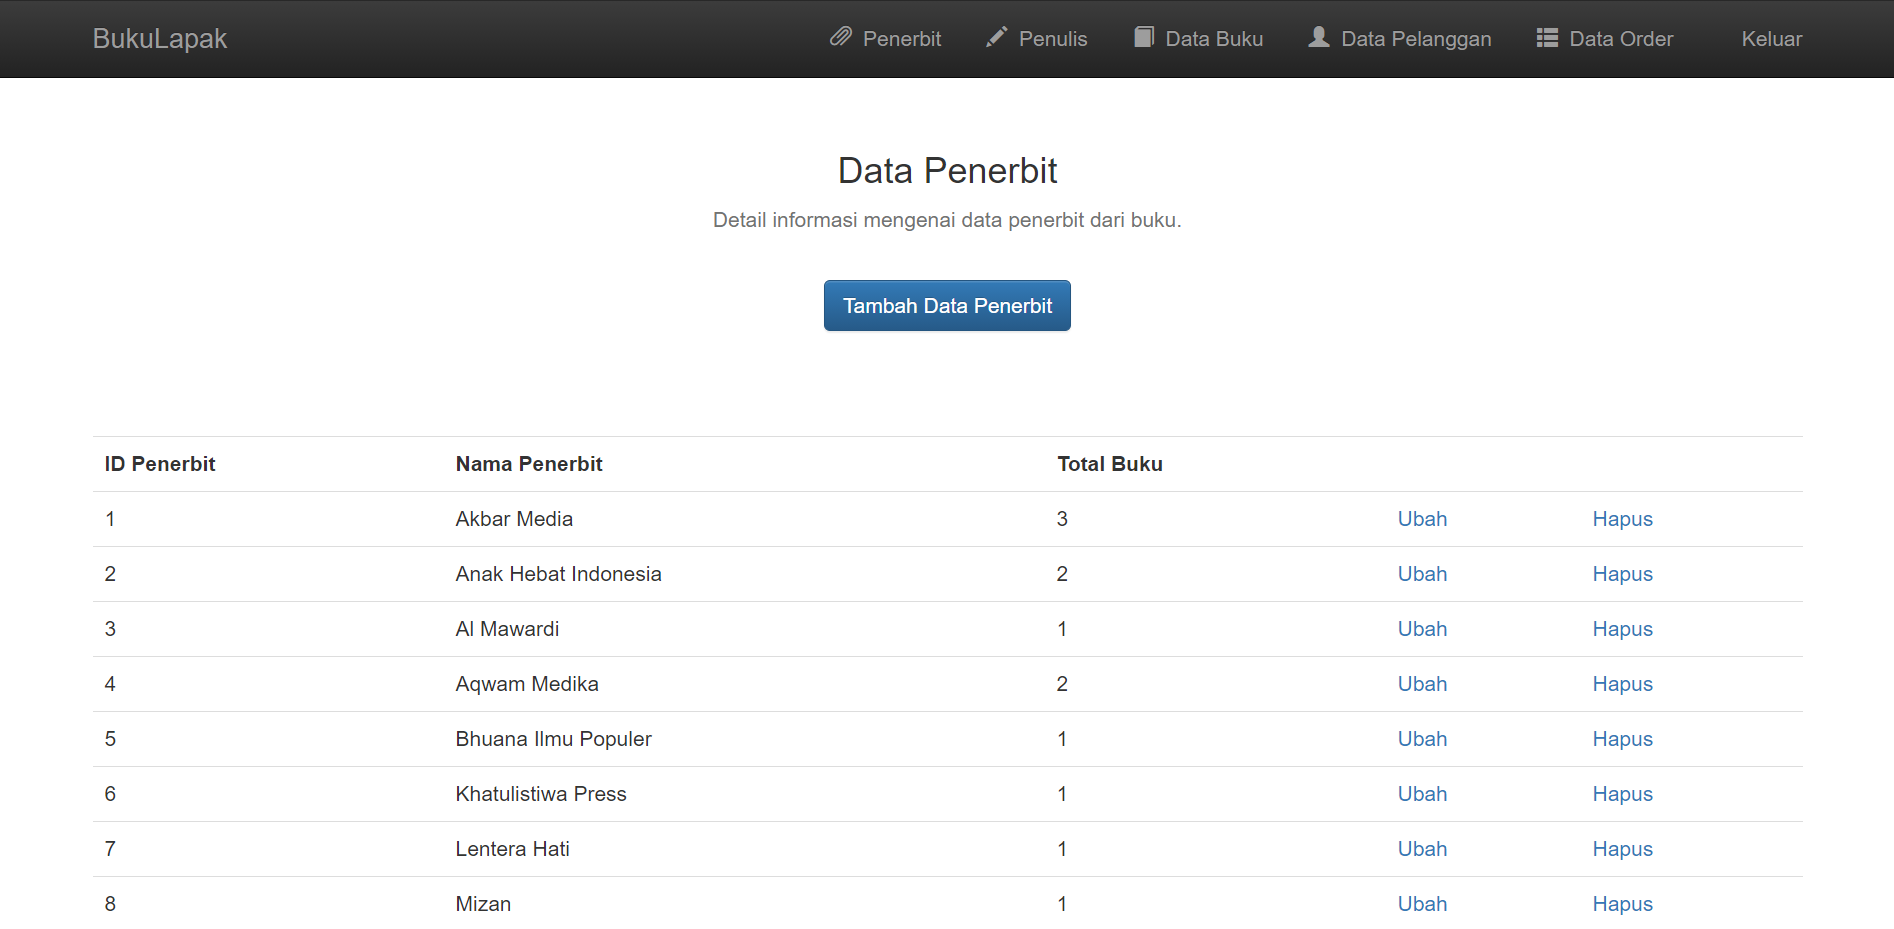 BukuLapak Penerbit Penulis Data Buku Data Pelanggan Data Order Keluar
Data Penerbit
Detail informasi mengenai data penerbit dari buku.
Tambah Data Penerbit
ID Penerbit Nama Penerbit Total Buku
1 Akbar Media 3 Ubah Hapus
2 Anak Hebat Indonesia 2 Ubah Hapus
3 Al Mawardi 1 Ubah Hapus
4 Aqwam Medika 2 Ubah Hapus
5 Bhuana Ilmu Populer 1 Ubah Hapus
6 Khatulistiwa Press 1 Ubah Hapus
7 Lentera Hati 1 Ubah Hapus
8 Mizan 1 Ubah Hapus